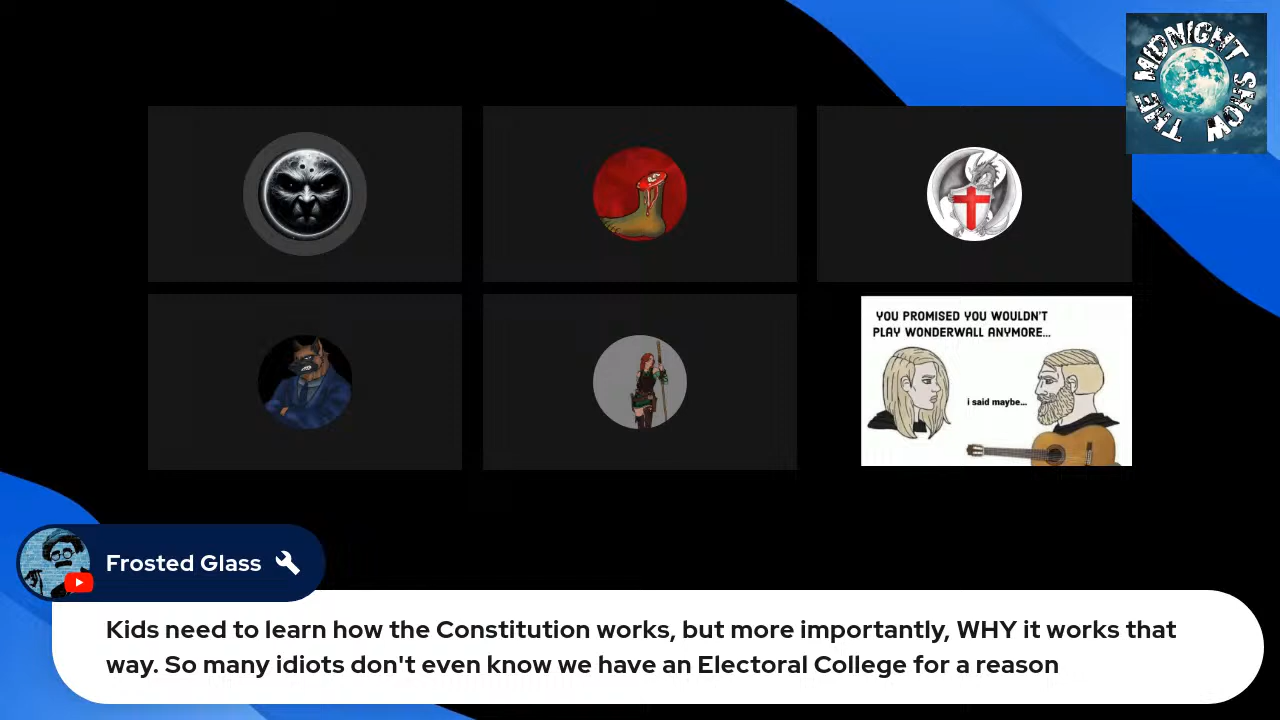 THE MIDNIGHT SHOW
YOU PROMISED YOU WOULDN'T
PLAY WONDERWALL ANYMORE...
i said maybe...
Frosted Glass
Kids need to learn how the Constitution works, but more importantly, WHY it works that
way. So many idiots don't even know we have an Electoral College for a reason